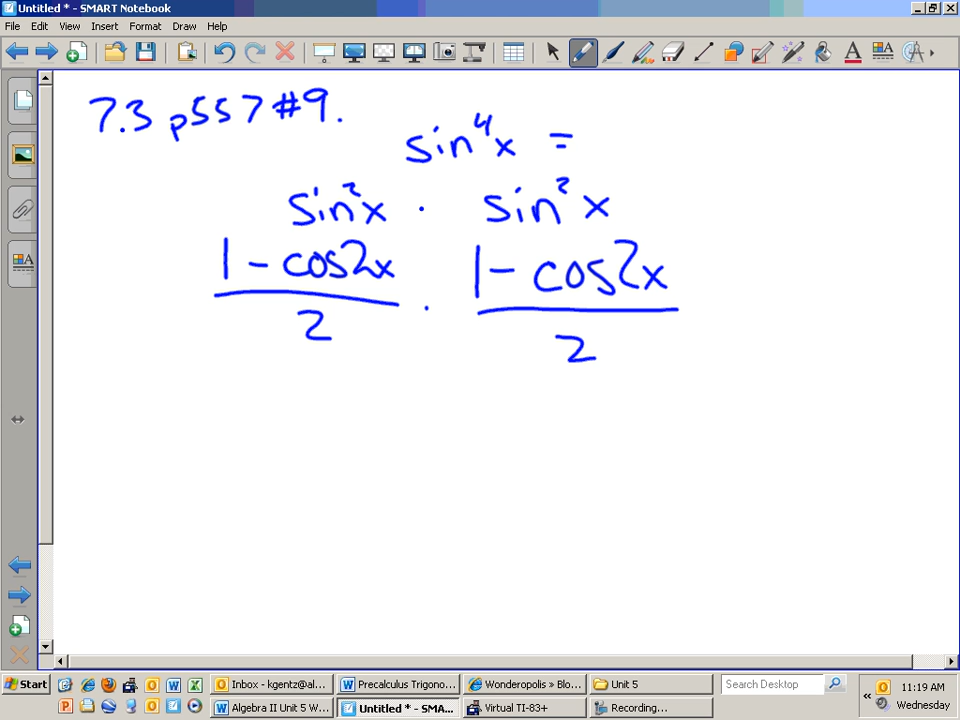 Untitled * - SMART Notebook
File Edit View Insert Format Draw Help
7.3 p557 #9.
sin⁴x =
sin²x · sin²x
1 - cos2x · 1 - cos2x
2 2
Start Inbox - kgentz@al... Precalculus Trigono... Wonderopolis » Blo... Unit 5 Search Desktop « 11:19 AM
Algebra II Unit 5 W... Untitled * - SMA... Virtual TI-83+ Recording... Wednesday